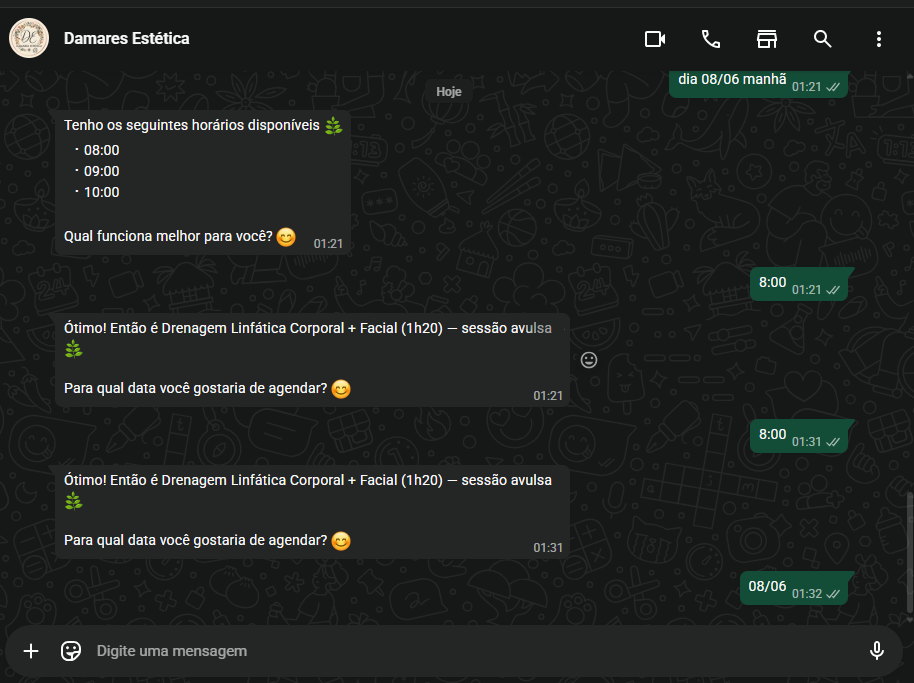 Damares Estética
dia 08/06 manhã
01:21
Hoje
Tenho os seguintes horários disponíveis 🌿
· 08:00
· 09:00
· 10:00
Qual funciona melhor para você? 😊
01:21
8:00
01:21
Ótimo! Então é Drenagem Linfática Corporal + Facial (1h20) — sessão avulsa
🌿
Para qual data você gostaria de agendar? 😊
01:21
8:00
01:31
Ótimo! Então é Drenagem Linfática Corporal + Facial (1h20) — sessão avulsa
🌿
Para qual data você gostaria de agendar? 😊
01:31
08/06
01:32
Digite uma mensagem